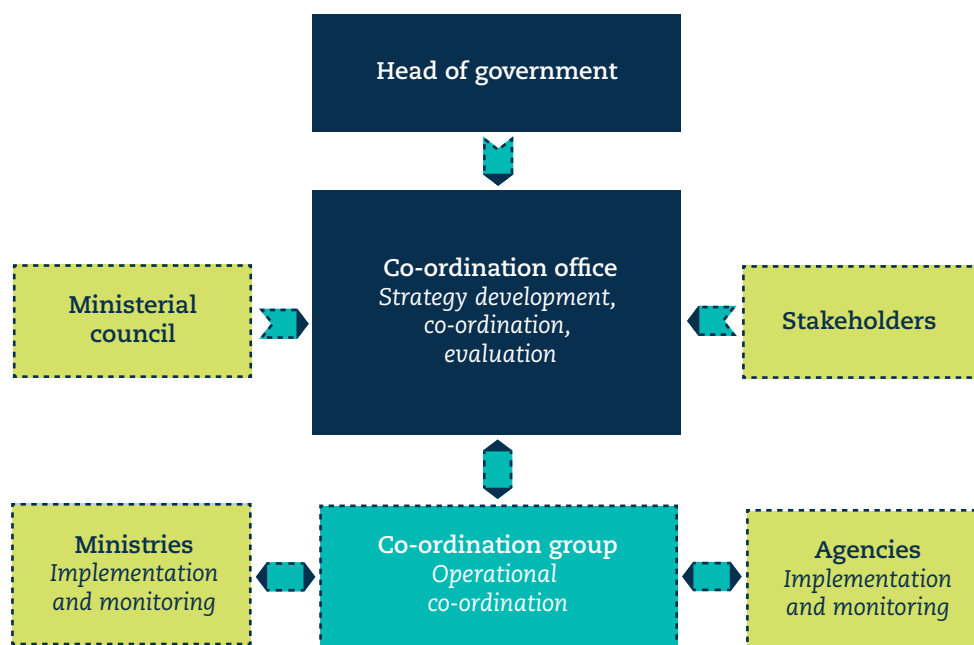 Head of government
Co-ordination office
Strategy development,
co-ordination,
evaluation
Ministerial
council
Stakeholders
Ministries
Implementation
and monitoring
Co-ordination group
Operational
co-ordination
Agencies
Implementation
and monitoring